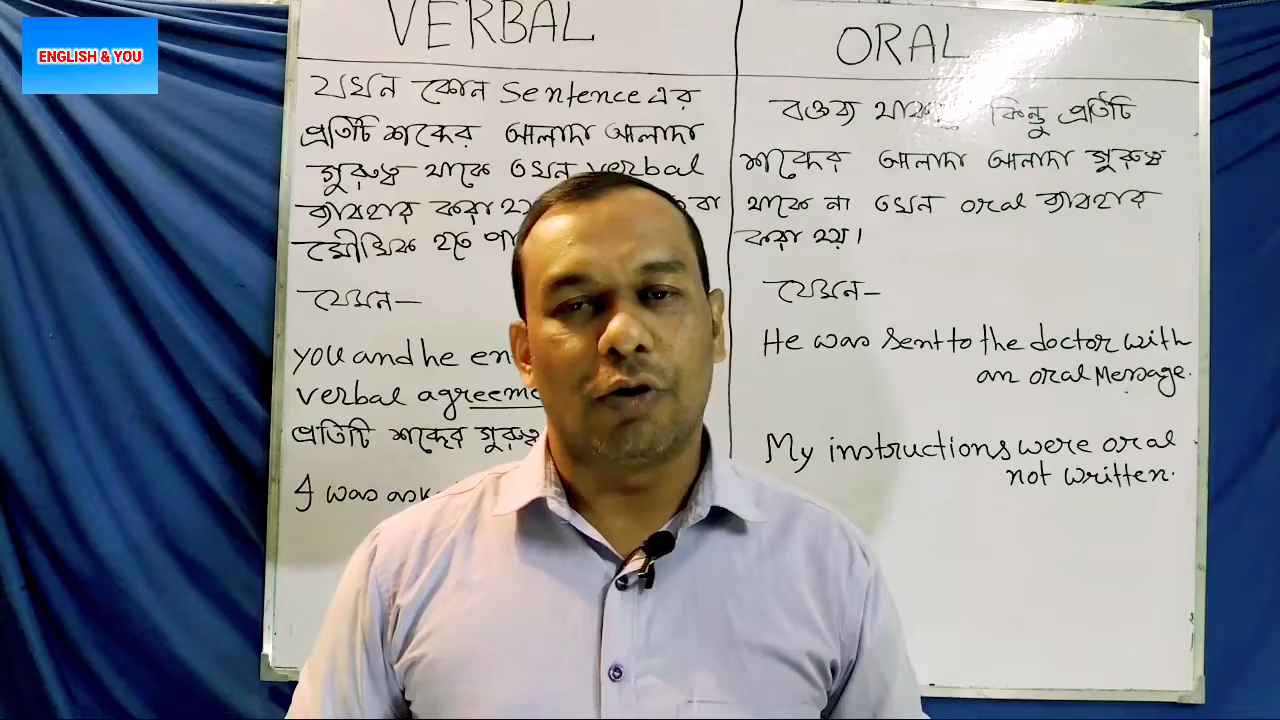 ENGLISH & YOU
VERBAL
যখন কোন Sentence এর
প্রতিটি শব্দের আলাদা আলাদা
গুরুত্ব থাকে তখন verbal
ব্যবহার করা হয়
মৌখিক হতে
যেমন—
you and he
verbal
প্রতিটি শব্দের গুরুত্ব
I was
ORAL
বক্তব্য কিন্তু প্রতিটি
শব্দের আলাদা আলাদা গুরুত্ব
থাকে না তখন oral ব্যবহার
করা হয়।
যেমন—
He was sent to the doctor with
an oral Message.
My instructions were oral
not written.